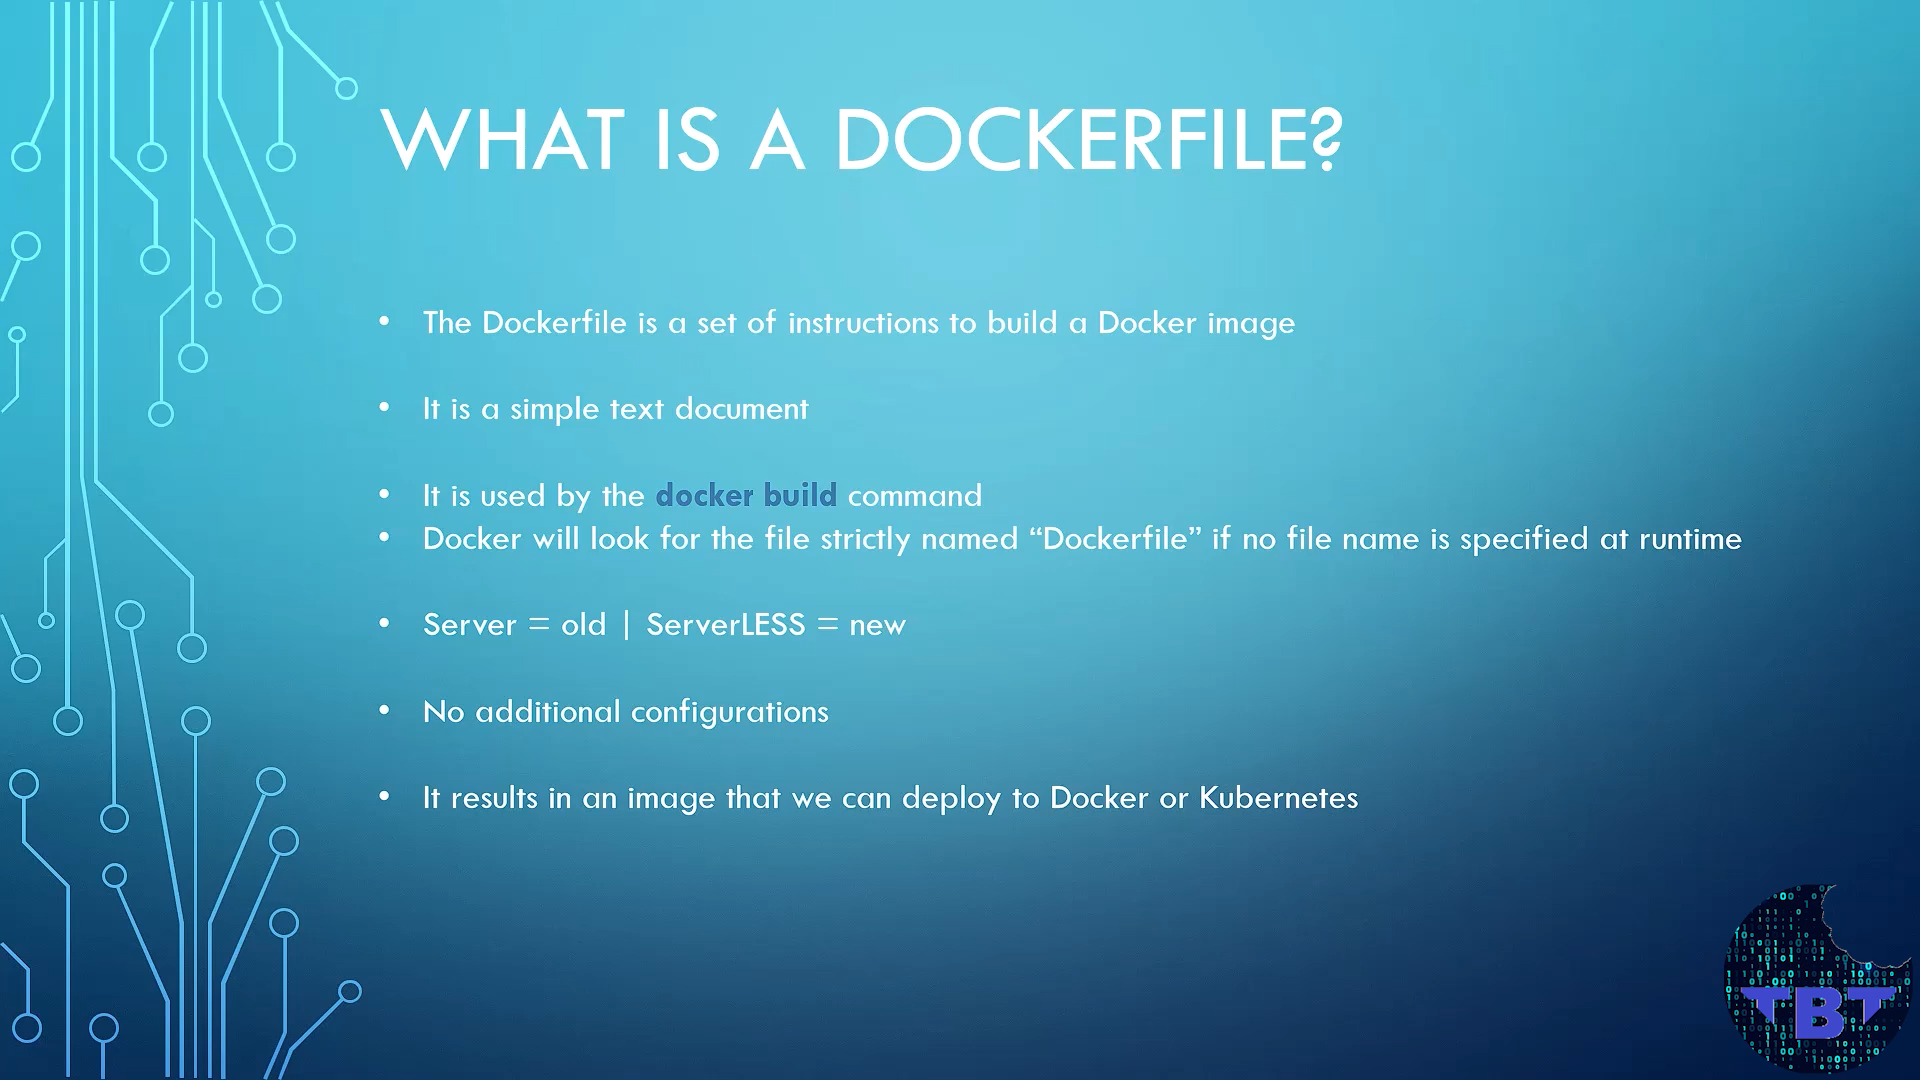 WHAT IS A DOCKERFILE?
• The Dockerfile is a set of instructions to build a Docker image
• It is a simple text document
• It is used by the docker build command
• Docker will look for the file strictly named “Dockerfile” if no file name is specified at runtime
• Server = old | ServerLESS = new
• No additional configurations
• It results in an image that we can deploy to Docker or Kubernetes
TBT